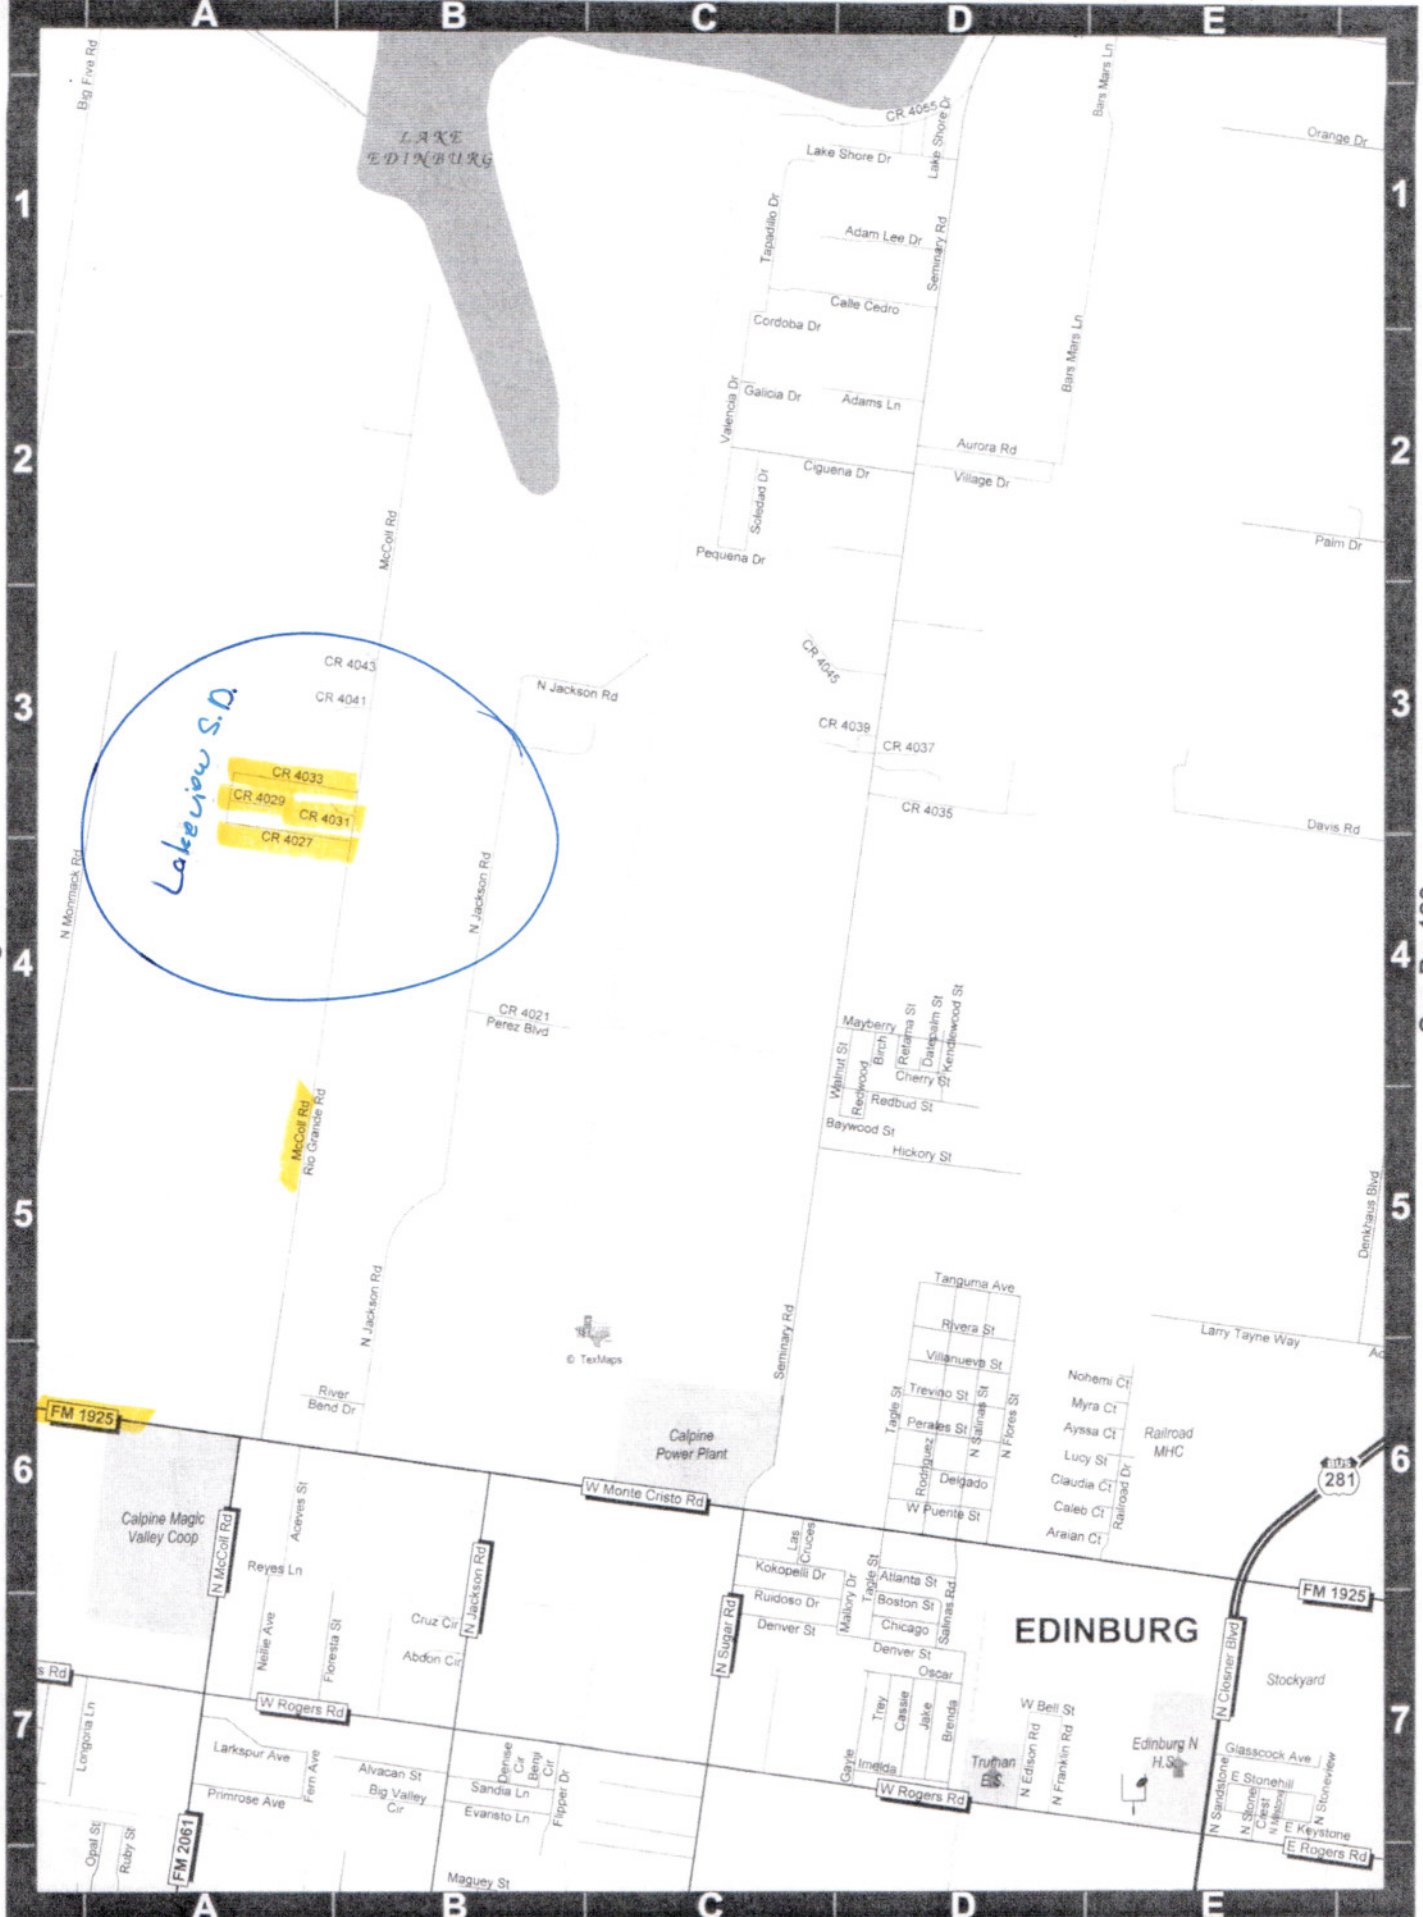 A B C D E
Big Five Rd
Bars Mars Ln
LAKE
EDINBURG
CR 4055
Lake Shore Dr
Lake Shore Dr
Orange Dr
1
1
Tapadillo Dr
Adam Lee Dr
Seminary Rd
Calle Cedro
Cordoba Dr
Bars Mars Ln
Valencia Dr
Galicia Dr
Adams Ln
Aurora Rd
2
2
Ciguena Dr
Village Dr
Soledad Dr
McColl Rd
Pequena Dr
Palm Dr
CR 4043
CR 4041
CR 4045
N Jackson Rd
3
3
Lakeview S.D.
CR 4039
CR 4037
CR 4033
CR 4029
CR 4031
CR 4027
CR 4035
Davis Rd
N Monmack Rd
N Jackson Rd
4
4
CR 4021
Perez Blvd
Mayberry
Walnut St
Redwood
Birch
Retama St
Datepalm St
Kendlewood St
Cherry St
Redbud St
Baywood St
Hickory St
McColl Rd
Rio Grande Rd
5
5
Denkhaus Blvd
N Jackson Rd
Seminary Rd
Tanguma Ave
Rivera St
Villanueva St
Trevino St
Perales St
Delgado
W Puente St
Tagle St
Rodriguez
N Salinas St
N Flores St
Larry Tayne Way
© TexMaps
Nohemi Ct
Myra Ct
Ayssa Ct
Lucy St
Claudia Ct
Caleb Ct
Araian Ct
Railroad Dr
Railroad
MHC
River
Bend Dr
FM 1925
6
6
Calpine
Power Plant
W Monte Cristo Rd
BUS
281
Calpine Magic
Valley Coop
N McColl Rd
Aceves St
Reyes Ln
N Jackson Rd
Las
Cruces
Kokopelli Dr
Ruidoso Dr
Denver St
Mallory Dr
Tagle St
Atlanta St
Boston St
Chicago
Denver St
Salinas Rd
FM 1925
EDINBURG
Nellie Ave
Floresta St
Cruz Cir
Abdon Cir
N Sugar Rd
Oscar
N Closner Blvd
Stockyard
s Rd
W Rogers Rd
7
7
Longoria Ln
Larkspur Ave
Primrose Ave
Fern Ave
Alvacan St
Big Valley
Cir
Denise
Cir
Benji
Cir
Sandia Ln
Evaristo Ln
Flipper Dr
Gayle
Trey
Cassie
Jake
Brenda
Imelda
W Bell St
Truman
E.S.
N Edison Rd
N Franklin Rd
Edinburg N
H.S.
W Rogers Rd
Glasscock Ave
E Stonehill
N Sandstone
N Stone
Crest
N Stoneview
E Keystone
E Rogers Rd
Opal St
Ruby St
FM 2061
Maguey St
A B C D E